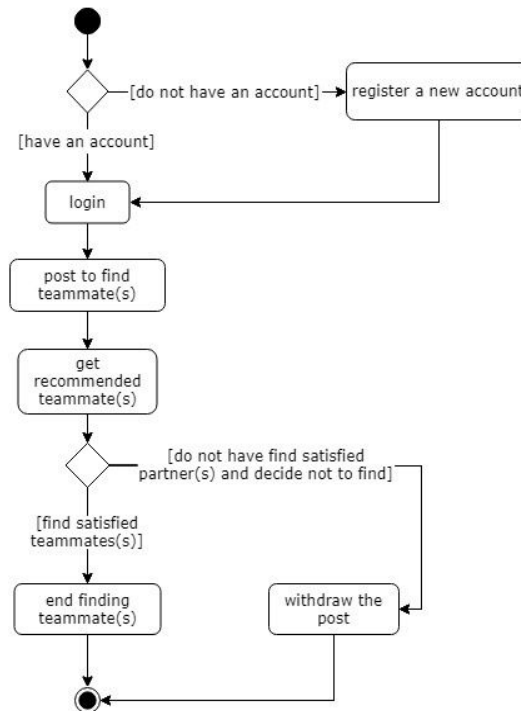 [do not have an account]
register a new account
[have an account]
login
post to find
teammate(s)
get
recommended
teammate(s)
[do not have find satisfied
partner(s) and decide not to find]
[find satisfied
teammates(s)]
end finding
teammate(s)
withdraw the
post